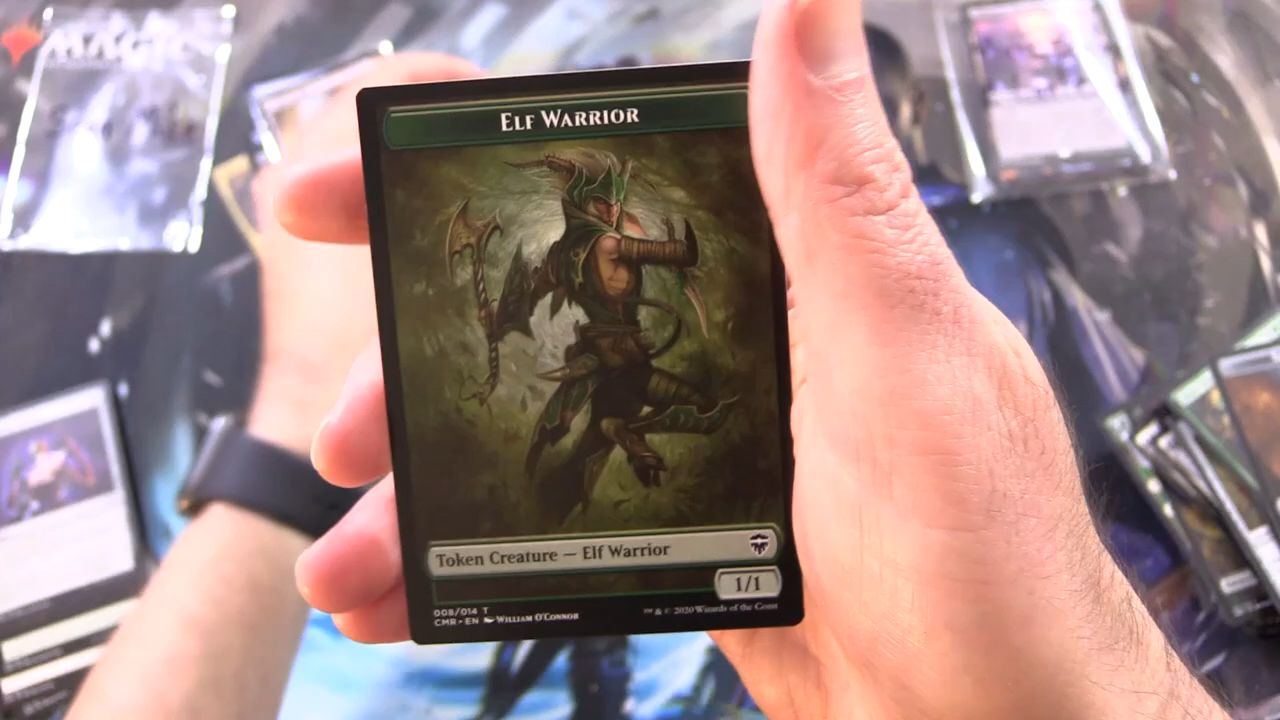 MAGIC
ELF WARRIOR
Token Creature — Elf Warrior
1/1
008/014 T
CMR • EN WILLIAM O'CONNOR
™ & © 2020 Wizards of the Coast